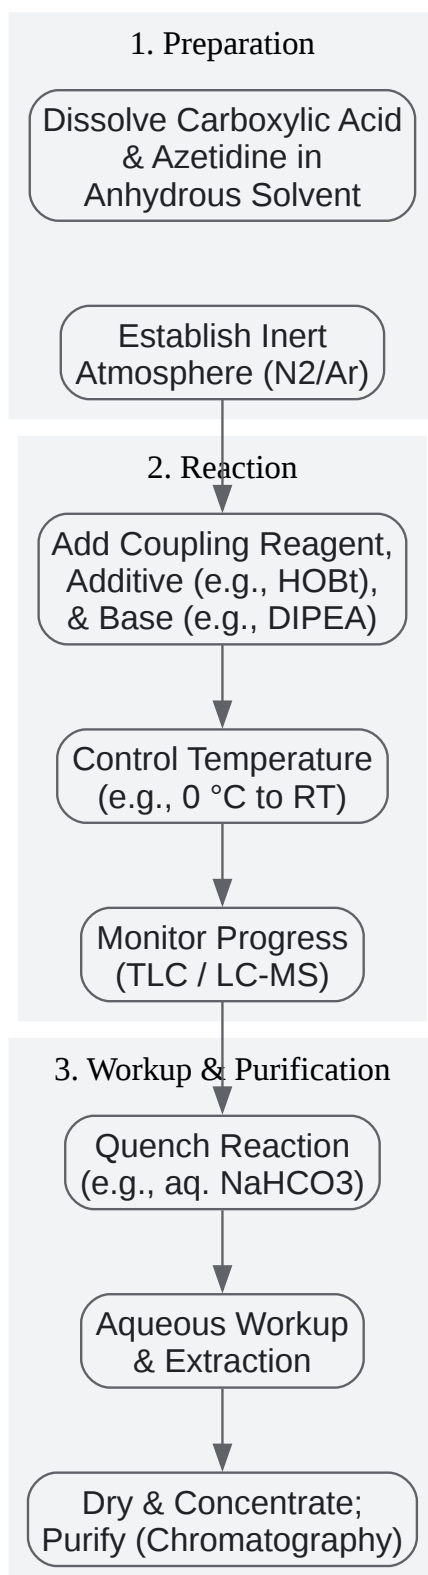 1. Preparation
Dissolve Carboxylic Acid
& Azetidine in
Anhydrous Solvent
Establish Inert
Atmosphere (N2/Ar)
2. Reaction
Add Coupling Reagent,
Additive (e.g., HOBt),
& Base (e.g., DIPEA)
Control Temperature
(e.g., 0 °C to RT)
Monitor Progress
(TLC / LC-MS)
3. Workup & Purification
Quench Reaction
(e.g., aq. NaHCO3)
Aqueous Workup
& Extraction
Dry & Concentrate;
Purify (Chromatography)